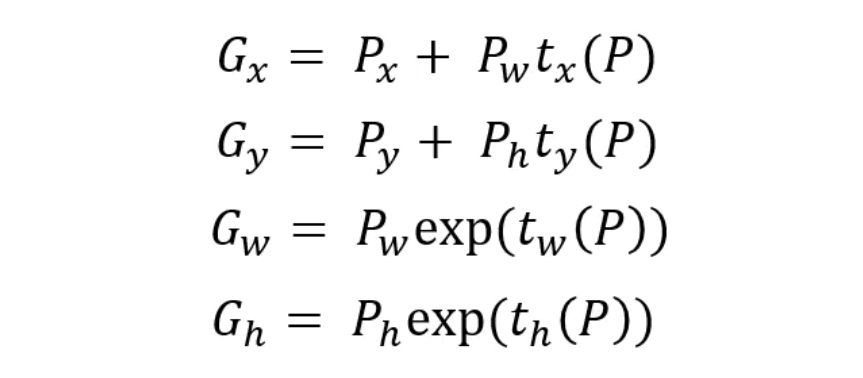 G_x = P_x + P_w t_x(P)
G_y = P_y + P_h t_y(P)
G_w = P_w exp(t_w(P))
G_h = P_h exp(t_h(P))